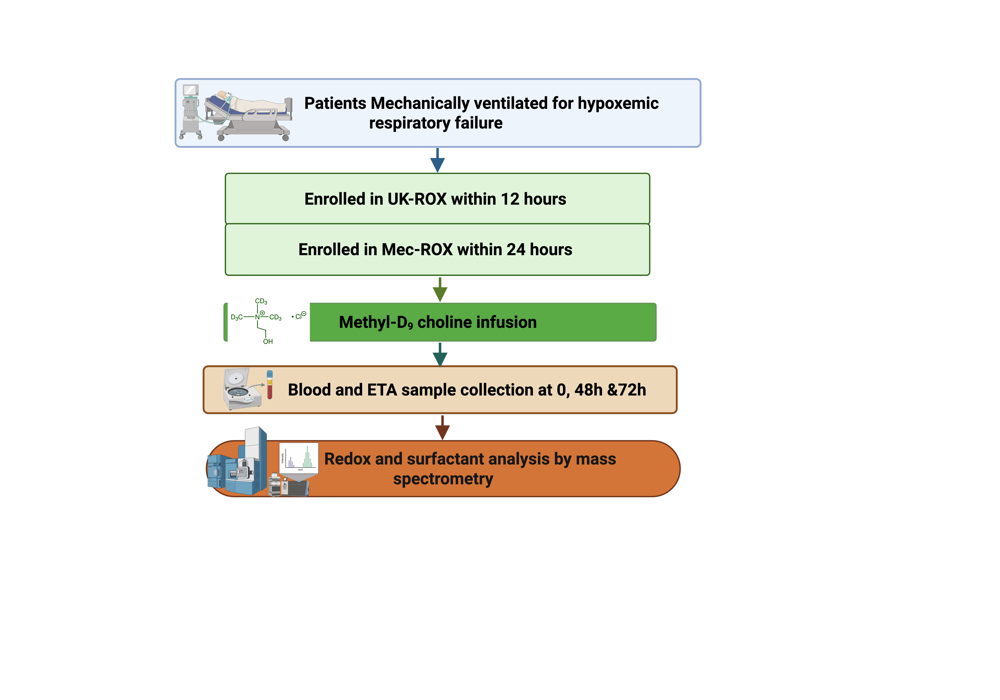 Patients Mechanically ventilated for hypoxemic
respiratory failure
Enrolled in UK-ROX within 12 hours
Enrolled in Mec-ROX within 24 hours
CD₃
D₃C N⊕ CD₃ • Cl⊖
OH
Methyl-D₉ choline infusion
Blood and ETA sample collection at 0, 48h &72h
Intensity
m/z
Redox and surfactant analysis by mass
spectrometry